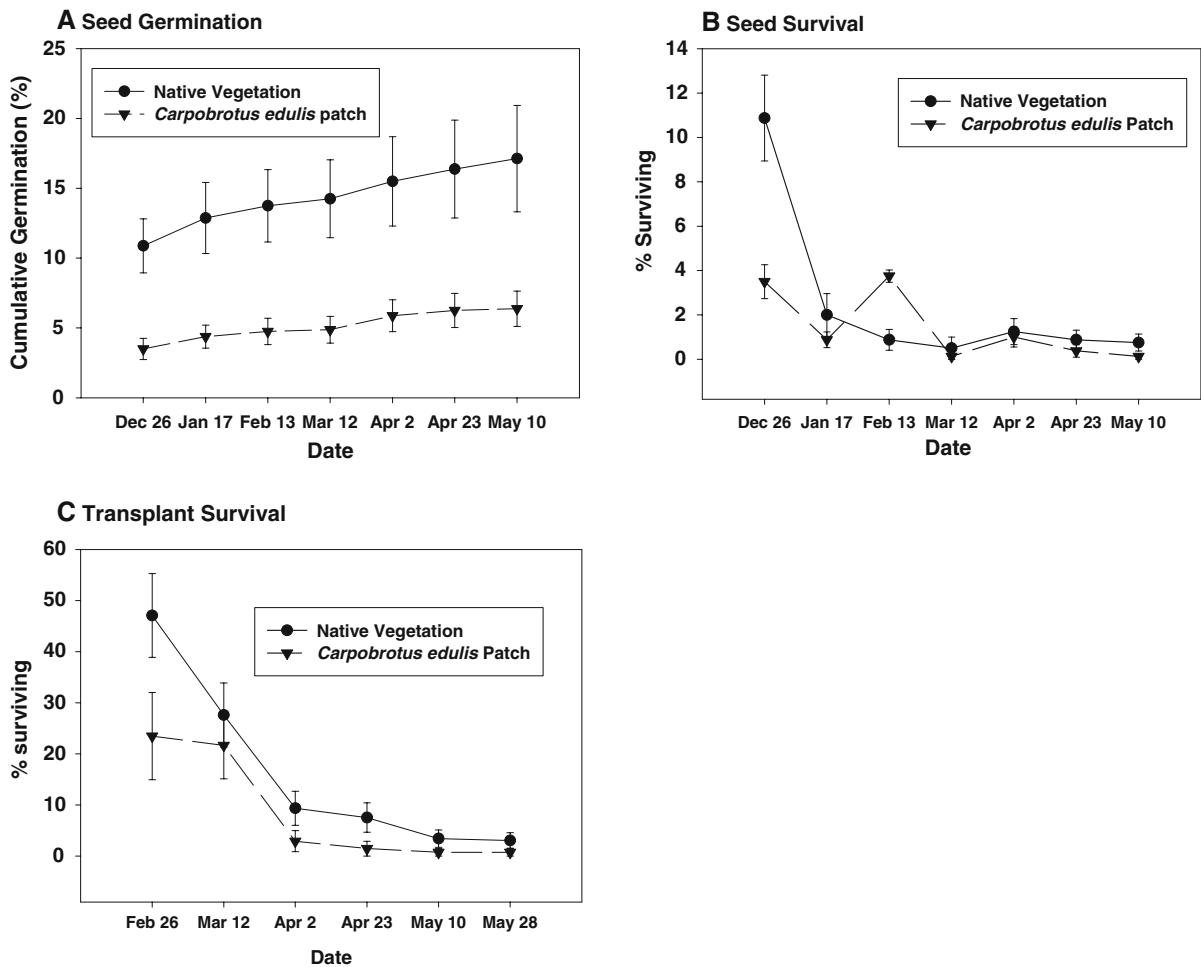 A Seed Germination
25
20
15
10
5
0
Cumulative Germination (%)
Native Vegetation
Carpobrotus edulis patch
Dec 26 Jan 17 Feb 13 Mar 12 Apr 2 Apr 23 May 10
Date
B Seed Survival
14
12
10
8
6
4
2
0
% Surviving
Native Vegetation
Carpobrotus edulis Patch
Dec 26 Jan 17 Feb 13 Mar 12 Apr 2 Apr 23 May 10
Date
C Transplant Survival
60
50
40
30
20
10
0
% surviving
Native Vegetation
Carpobrotus edulis Patch
Feb 26 Mar 12 Apr 2 Apr 23 May 10 May 28
Date